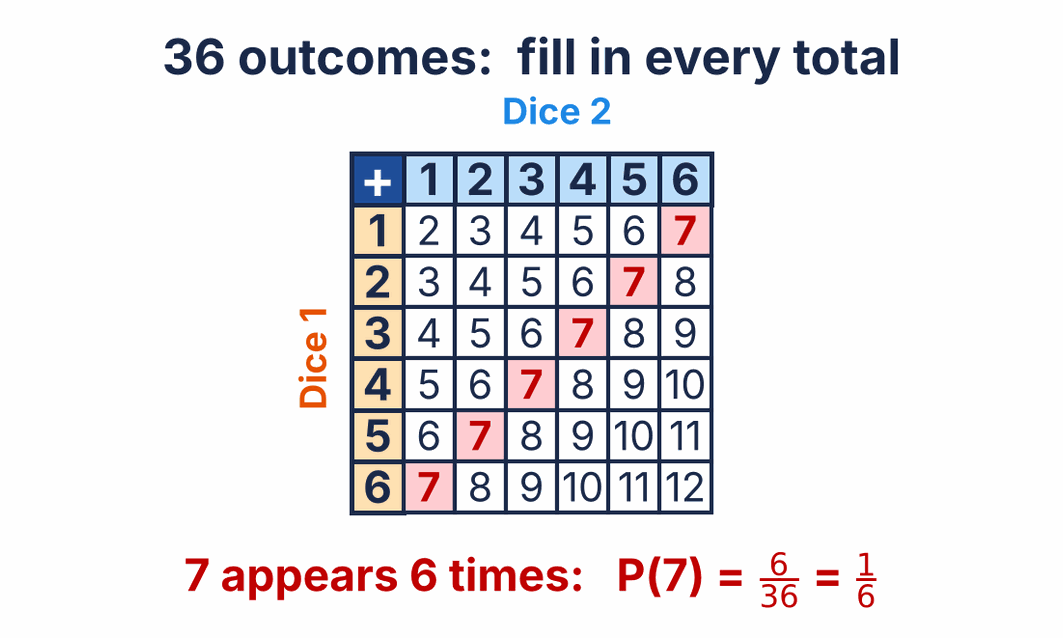 36 outcomes: fill in every total
Dice 2
+ 1 2 3 4 5 6
1 2 3 4 5 6 7
2 3 4 5 6 7 8
Dice 1
3 4 5 6 7 8 9
4 5 6 7 8 9 10
5 6 7 8 9 10 11
6 7 8 9 10 11 12
7 appears 6 times: P(7) = 6/36 = 1/6